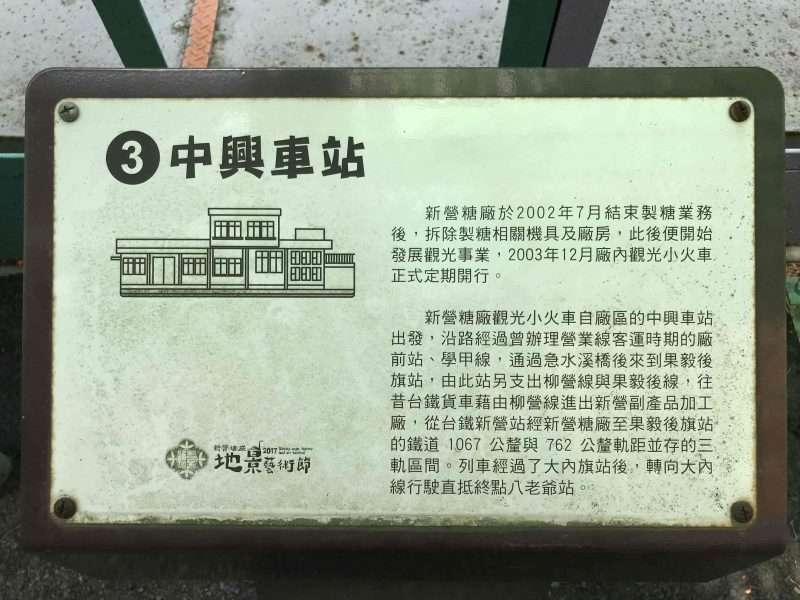 3 中興車站
新營糖廠於2002年7月結束製糖業務
後，拆除製糖相關機具及廠房，此後便開始
發展觀光事業，2003年12月廠內觀光小火車
正式定期開行。
新營糖廠觀光小火車自廠區的中興車站
出發，沿路經過曾辦理營業線客運時期的廠
前站、學甲線，通過急水溪橋後來到果毅後
旗站，由此站另支出柳營線與果毅後線，往
昔台鐵貨車藉由柳營線進出新營副產品加工
廠，從台鐵新營站經新營糖廠至果毅後旗站
的鐵道 1067 公釐與 762 公釐軌距並存的三
軌區間。列車經過了大內旗站後，轉向大內
線行駛直抵終點八老爺站。
新營糖廠
2017
地景藝術節